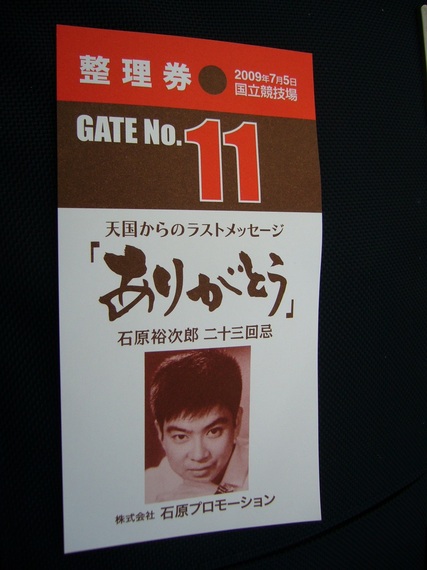 整理券
2009年7月5日
国立競技場
GATE No.11
天国からのラストメッセージ
「ありがとう」
石原裕次郎 二十三回忌
株式会社 石原プロモーション